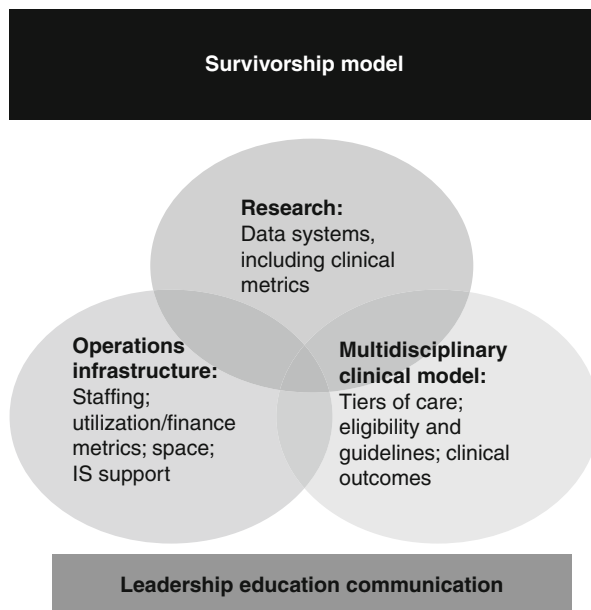 Survivorship model
Research:
Data systems,
including clinical
metrics
Operations
infrastructure:
Staffing;
utilization/finance
metrics; space;
IS support
Multidisciplinary
clinical model:
Tiers of care;
eligibility and
guidelines; clinical
outcomes
Leadership education communication